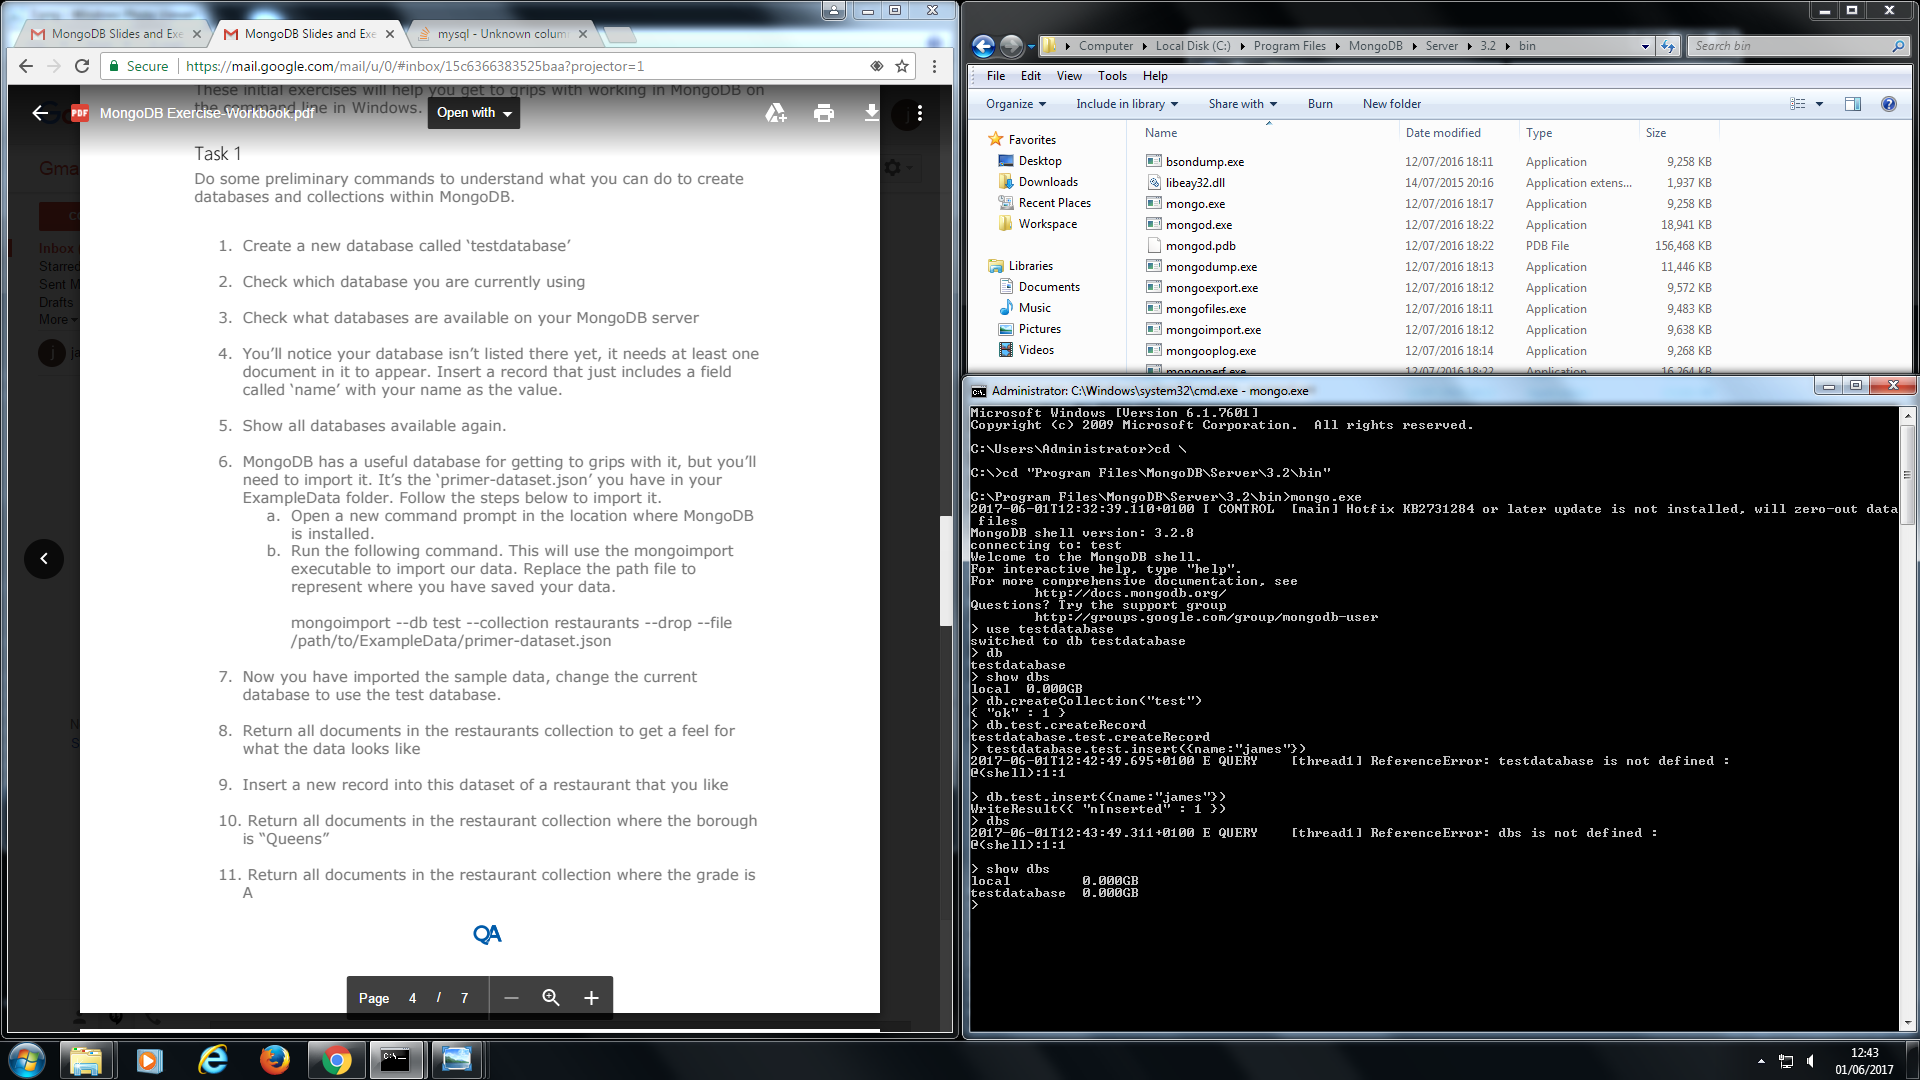 MongoDB Slides and Exe
MongoDB Slides and Exe
mysql - Unknown colum
Secure
https://mail.google.com/mail/u/0/#inbox/15c6366383525baa?projector=1
These initial exercises will help you get to grips with working in MongoDB on
the command line in Windows.
PDF
MongoDB Exercise-Workbook.pdf
Open with
Task 1
Do some preliminary commands to understand what you can do to create
databases and collections within MongoDB.
1. Create a new database called ‘testdatabase’
2. Check which database you are currently using
3. Check what databases are available on your MongoDB server
4. You’ll notice your database isn’t listed there yet, it needs at least one
document in it to appear. Insert a record that just includes a field
called ‘name’ with your name as the value.
5. Show all databases available again.
6. MongoDB has a useful database for getting to grips with it, but you’ll
need to import it. It’s the ‘primer-dataset.json’ you have in your
ExampleData folder. Follow the steps below to import it.
a. Open a new command prompt in the location where MongoDB
is installed.
b. Run the following command. This will use the mongoimport
executable to import our data. Replace the path file to
represent where you have saved your data.
mongoimport --db test --collection restaurants --drop --file
/path/to/ExampleData/primer-dataset.json
7. Now you have imported the sample data, change the current
database to use the test database.
8. Return all documents in the restaurants collection to get a feel for
what the data looks like
9. Insert a new record into this dataset of a restaurant that you like
10. Return all documents in the restaurant collection where the borough
is “Queens”
11. Return all documents in the restaurant collection where the grade is
A
QA
Page 4 / 7
Gma
Inbox
Starred
Sent M
Drafts
More
j
ja
j
Computer
Local Disk (C:)
Program Files
MongoDB
Server
3.2
bin
Search bin
File Edit View Tools Help
Organize
Include in library
Share with
Burn
New folder
Favorites
Desktop
Downloads
Recent Places
Workspace
Libraries
Documents
Music
Pictures
Videos
Name Date modified Type Size
bsondump.exe 12/07/2016 18:11 Application 9,258 KB
libeay32.dll 14/07/2015 20:16 Application extens... 1,937 KB
mongo.exe 12/07/2016 18:17 Application 9,258 KB
mongod.exe 12/07/2016 18:22 Application 18,941 KB
mongod.pdb 12/07/2016 18:22 PDB File 156,468 KB
mongodump.exe 12/07/2016 18:13 Application 11,446 KB
mongoexport.exe 12/07/2016 18:12 Application 9,572 KB
mongofiles.exe 12/07/2016 18:11 Application 9,483 KB
mongoimport.exe 12/07/2016 18:12 Application 9,638 KB
mongooplog.exe 12/07/2016 18:14 Application 9,268 KB
mongoperf.exe 12/07/2016 18:22 Application 16,264 KB
Administrator: C:\Windows\system32\cmd.exe - mongo.exe
Microsoft Windows [Version 6.1.7601]
Copyright (c) 2009 Microsoft Corporation.  All rights reserved.
C:\Users\Administrator>cd \
C:\>cd "Program Files\MongoDB\Server\3.2\bin"
C:\Program Files\MongoDB\Server\3.2\bin>mongo.exe
2017-06-01T12:32:39.110+0100 I CONTROL  [main] Hotfix KB2731284 or later update is not installed, will zero-out data
files
MongoDB shell version: 3.2.8
connecting to: test
Welcome to the MongoDB shell.
For interactive help, type "help".
For more comprehensive documentation, see
http://docs.mongodb.org/
Questions? Try the support group
http://groups.google.com/group/mongodb-user
> use testdatabase
switched to db testdatabase
> db
testdatabase
> show dbs
local  0.000GB
> db.createCollection("test")
{ "ok" : 1 }
> db.test.createRecord
testdatabase.test.createRecord
> testdatabase.test.insert({name:"james"})
2017-06-01T12:42:49.695+0100 E QUERY    [thread1] ReferenceError: testdatabase is not defined :
@(shell):1:1
> db.test.insert({name:"james"})
WriteResult({ "nInserted" : 1 })
> dbs
2017-06-01T12:43:49.311+0100 E QUERY    [thread1] ReferenceError: dbs is not defined :
@(shell):1:1
> show dbs
local         0.000GB
testdatabase  0.000GB
>
12:43
01/06/2017